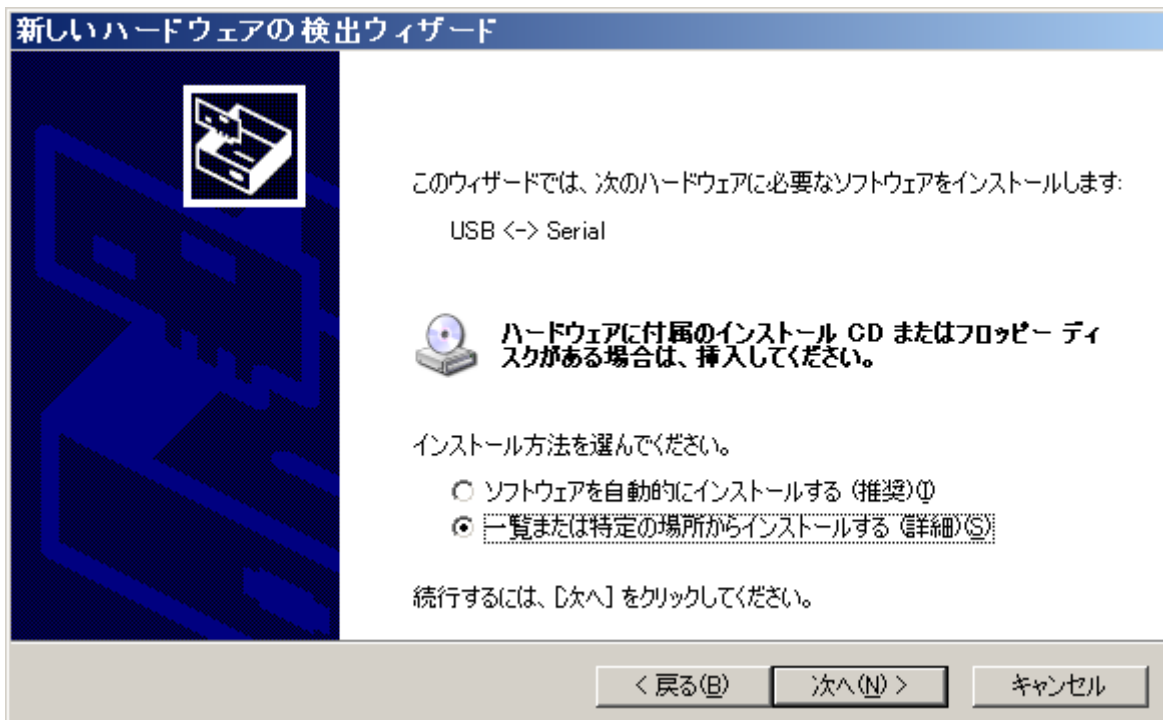 新しいハードウェアの検出ウィザード
このウィザードでは、次のハードウェアに必要なソフトウェアをインストールします:
USB <-> Serial
ハードウェアに付属のインストール CD またはフロッピー ディ
スクがある場合は、挿入してください。
インストール方法を選んでください。
ソフトウェアを自動的にインストールする (推奨)(I)
一覧または特定の場所からインストールする (詳細)(S)
続行するには、[次へ] をクリックしてください。
< 戻る(B) 次へ(N) > キャンセル